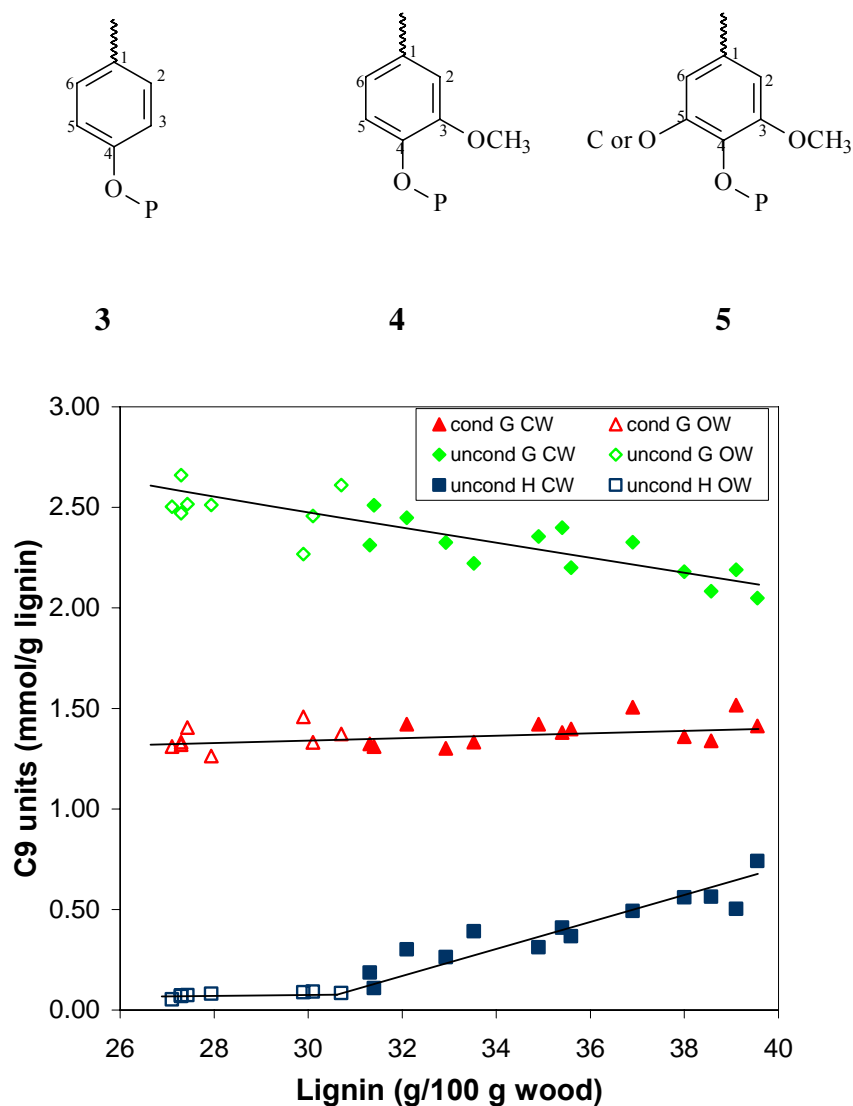 1 2 3 4 5 6
O P
1 2 3 4 5 6
OCH3
O P
1 2 3 4 5 6
C or O OCH3
O P
3 4 5
3.00
2.50
2.00
1.50
1.00
0.50
0.00
C9 units (mmol/g lignin)
cond G CW cond G OW
uncond G CW uncond G OW
uncond H CW uncond H OW
26 28 30 32 34 36 38 40
Lignin (g/100 g wood)